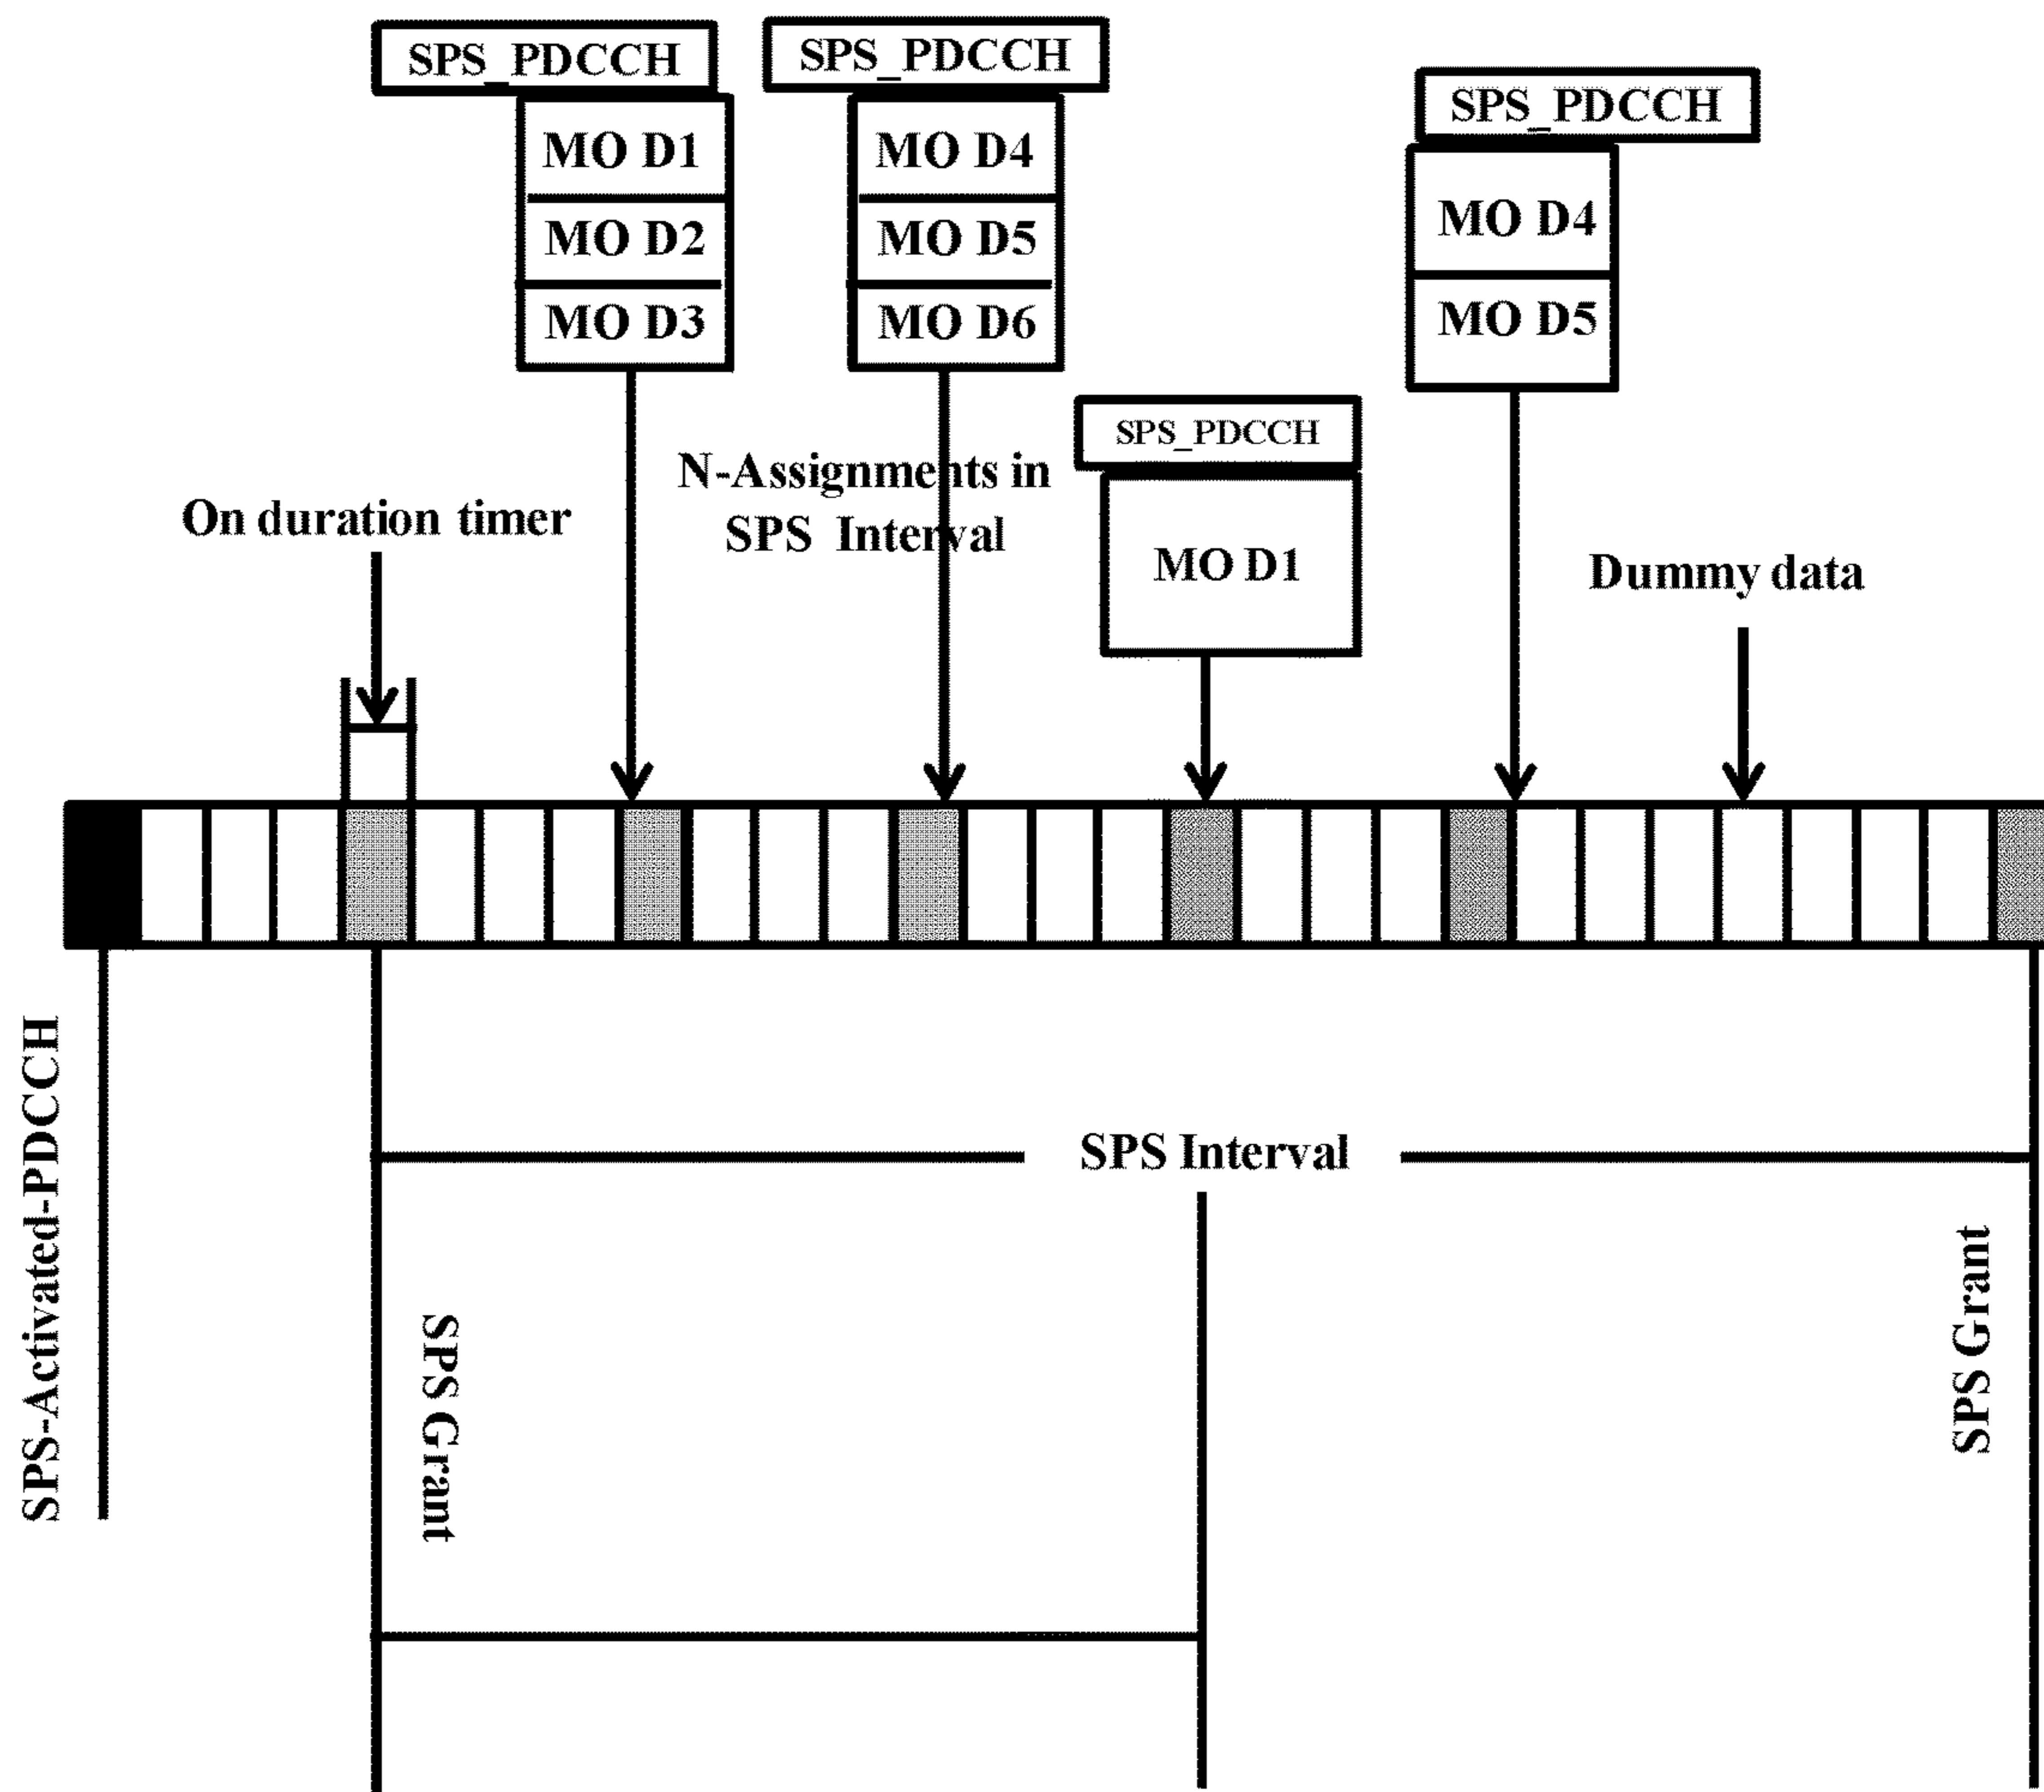 SPS_PDCCH
MO D1
MO D2
MO D3
SPS_PDCCH
MO D4
MO D5
MO D6
SPS_PDCCH
MO D4
MO D5
SPS_PDCCH
MO D1
On duration timer
N-Assignments in
SPS Interval
Dummy data
SPS-Activated-PDCCH
SPS Interval
SPS Grant
SPS Grant